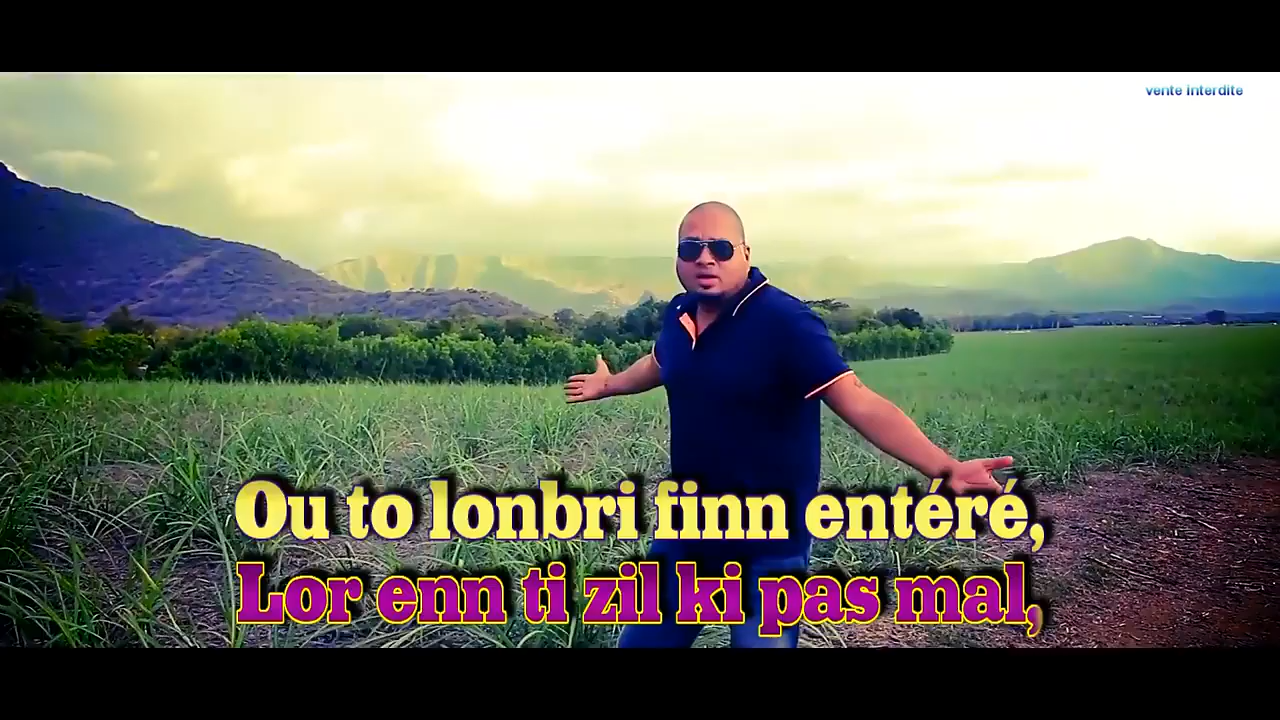 vente interdite
Ou to lonbri finn entéré,
Lor enn ti zil ki pas mal,